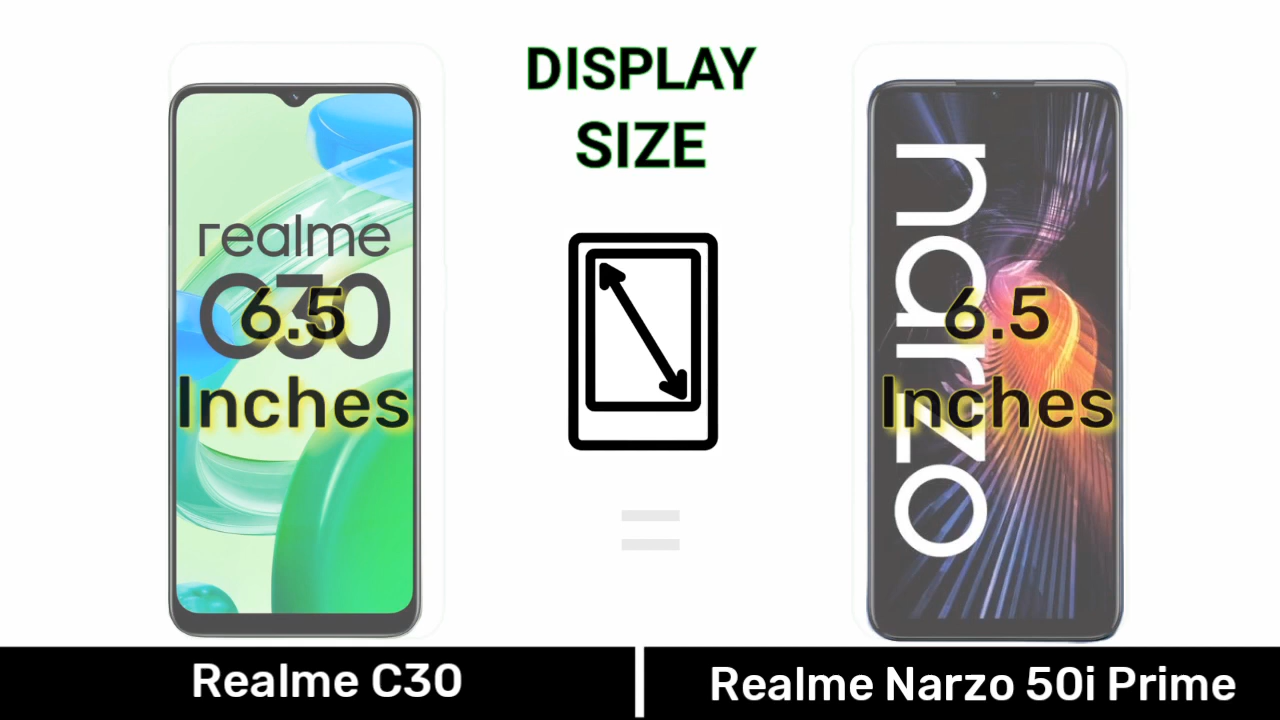 DISPLAY
SIZE
realme
C30
6.5
Inches
narzo
6.5
Inches
=
Realme C30
Realme Narzo 50i Prime